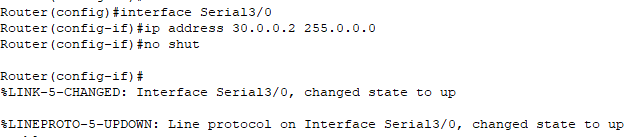 Router(config)#interface Serial3/0
Router(config-if)#ip address 30.0.0.2 255.0.0.0
Router(config-if)#no shut
Router(config-if)#
%LINK-5-CHANGED: Interface Serial3/0, changed state to up
%LINEPROTO-5-UPDOWN: Line protocol on Interface Serial3/0, changed state to up